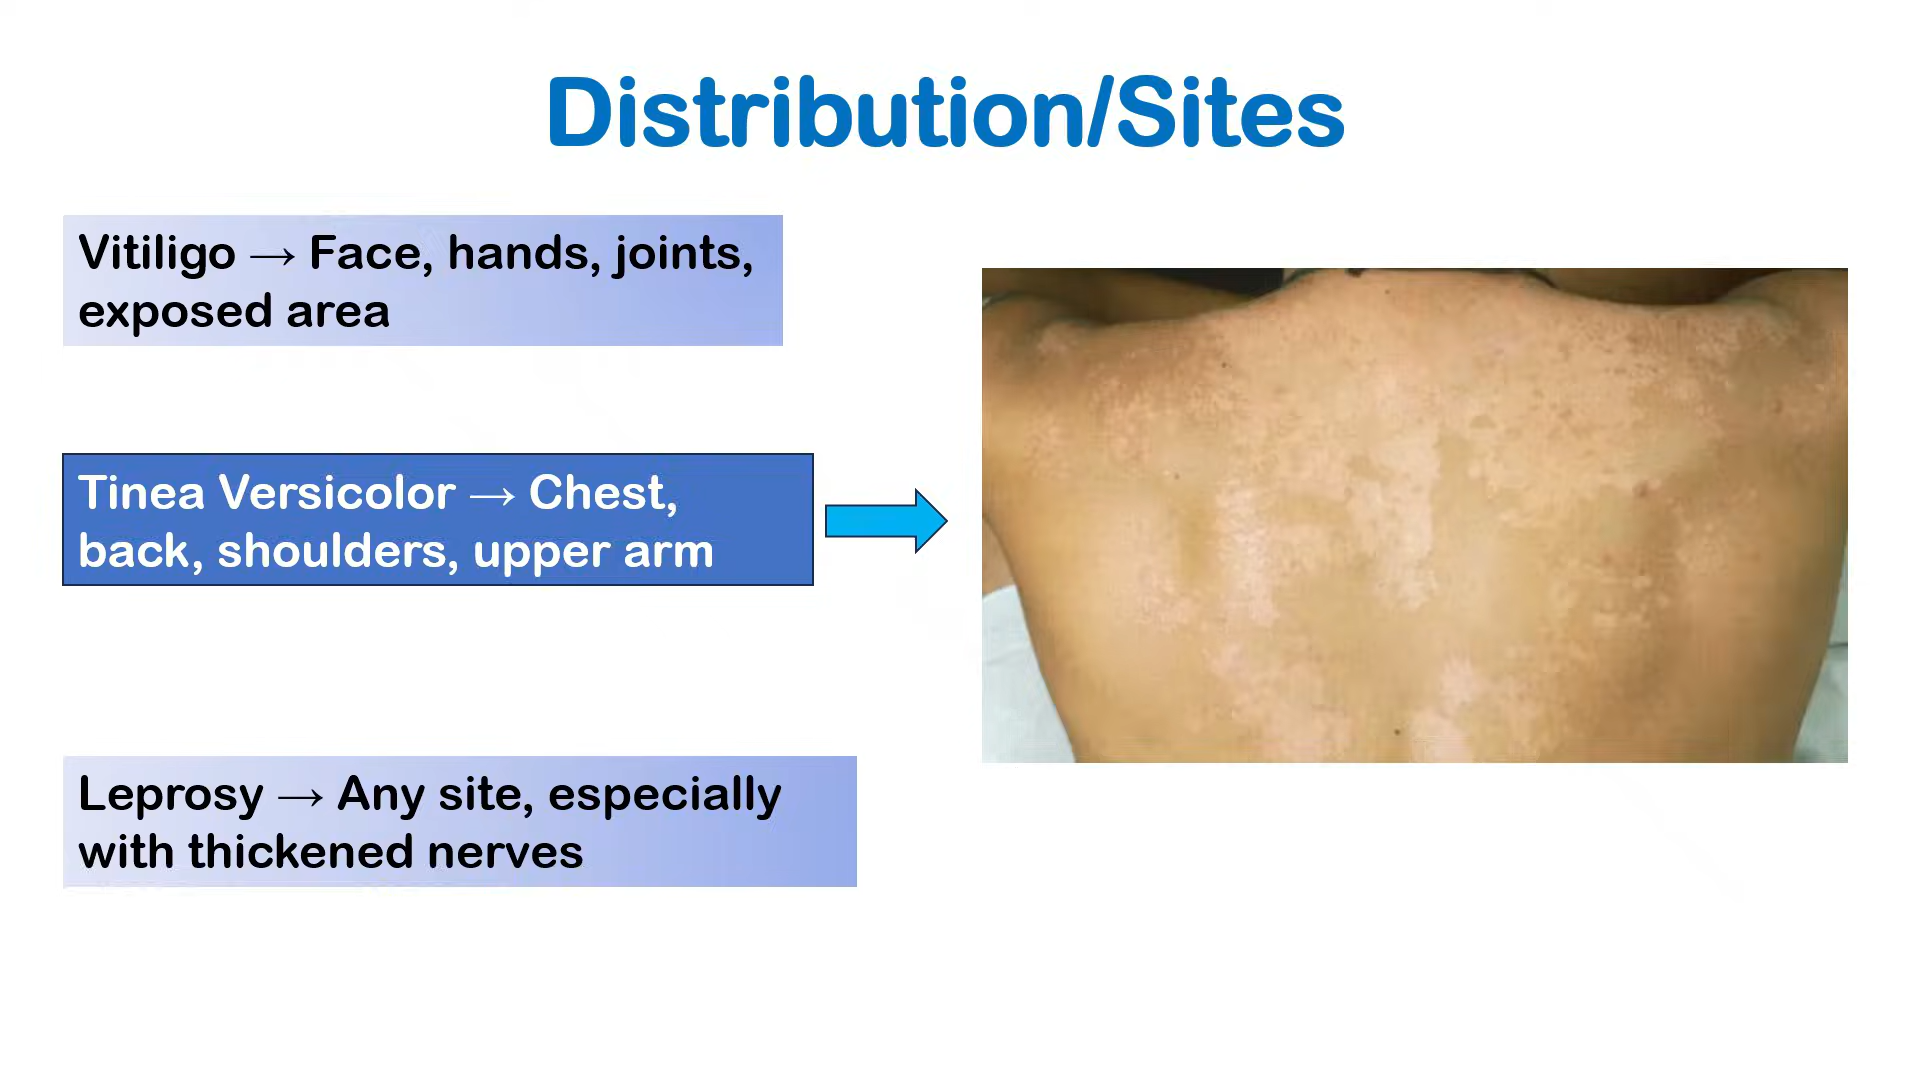 Distribution/Sites
Vitiligo → Face, hands, joints,
exposed area
Tinea Versicolor → Chest,
back, shoulders, upper arm
Leprosy → Any site, especially
with thickened nerves